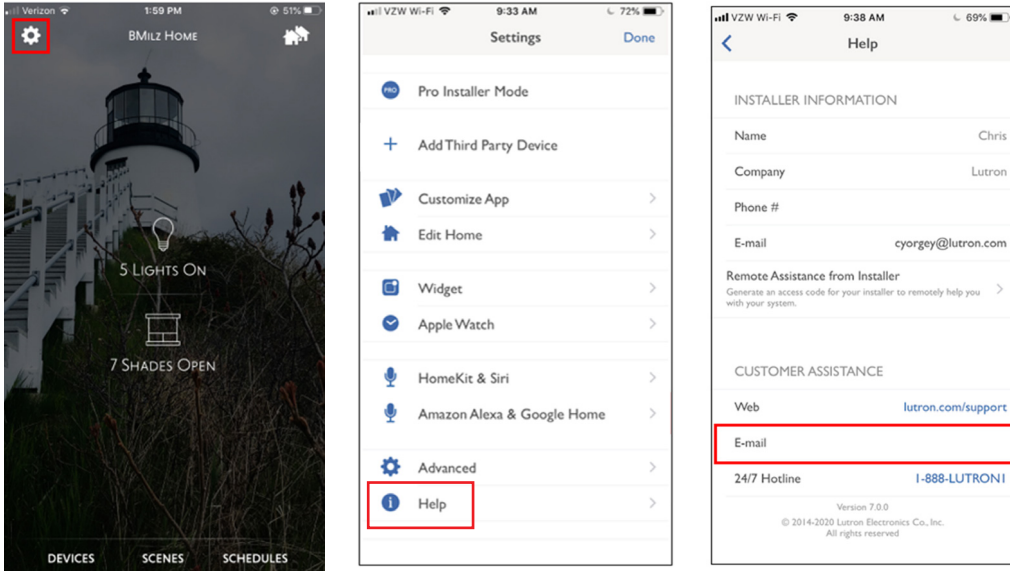 Verizon
1:59 PM
51%
BMILZ HOME
5 LIGHTS ON
7 SHADES OPEN
DEVICES SCENES SCHEDULES
VZW Wi-Fi
9:33 AM
72%
Settings
Done
PRO
Pro Installer Mode
Add Third Party Device
Customize App
Edit Home
Widget
Apple Watch
HomeKit & Siri
Amazon Alexa & Google Home
Advanced
Help
VZW Wi-Fi
9:38 AM
69%
Help
INSTALLER INFORMATION
Name Chris
Company Lutron
Phone #
E-mail cyorgey@lutron.com
Remote Assistance from Installer
Generate an access code for your installer to remotely help you
with your system.
CUSTOMER ASSISTANCE
Web lutron.com/support
E-mail
24/7 Hotline 1-888-LUTRON1
Version 7.0.0
© 2014-2020 Lutron Electronics Co., Inc.
All rights reserved